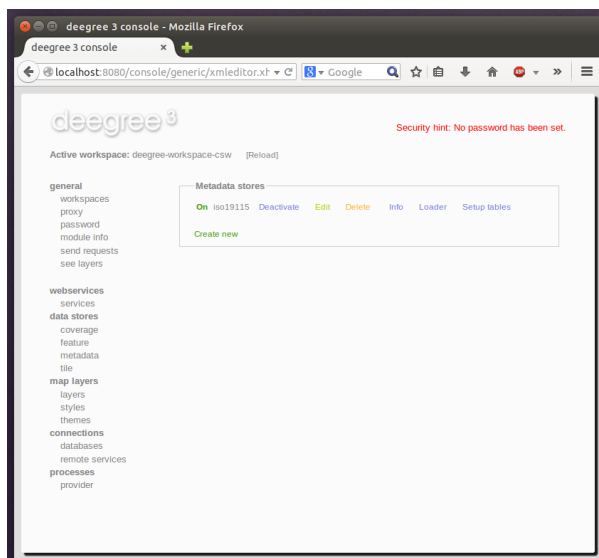 deegree 3 console - Mozilla Firefox
deegree 3 console
localhost:8080/console/generic/xmleditor.xh
Google
ABP
deegree 3
Security hint: No password has been set.
Active workspace: deegree-workspace-csw [Reload]
general
workspaces
proxy
password
module info
send requests
see layers
webservices
services
data stores
coverage
feature
metadata
tile
map layers
layers
styles
themes
connections
databases
remote services
processes
provider
Metadata stores
On iso19115 Deactivate Edit Delete Info Loader Setup tables
Create new